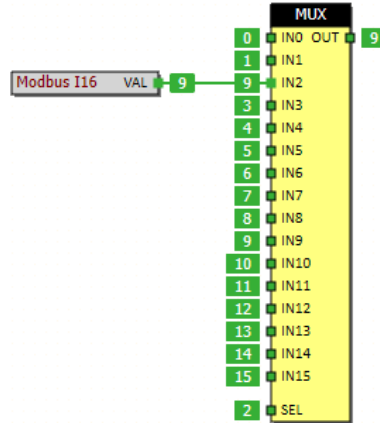 MUX
0 IN0 OUT 9
1 IN1
Modbus I16 VAL 9 9 IN2
3 IN3
4 IN4
5 IN5
6 IN6
7 IN7
8 IN8
9 IN9
10 IN10
11 IN11
12 IN12
13 IN13
14 IN14
15 IN15
2 SEL